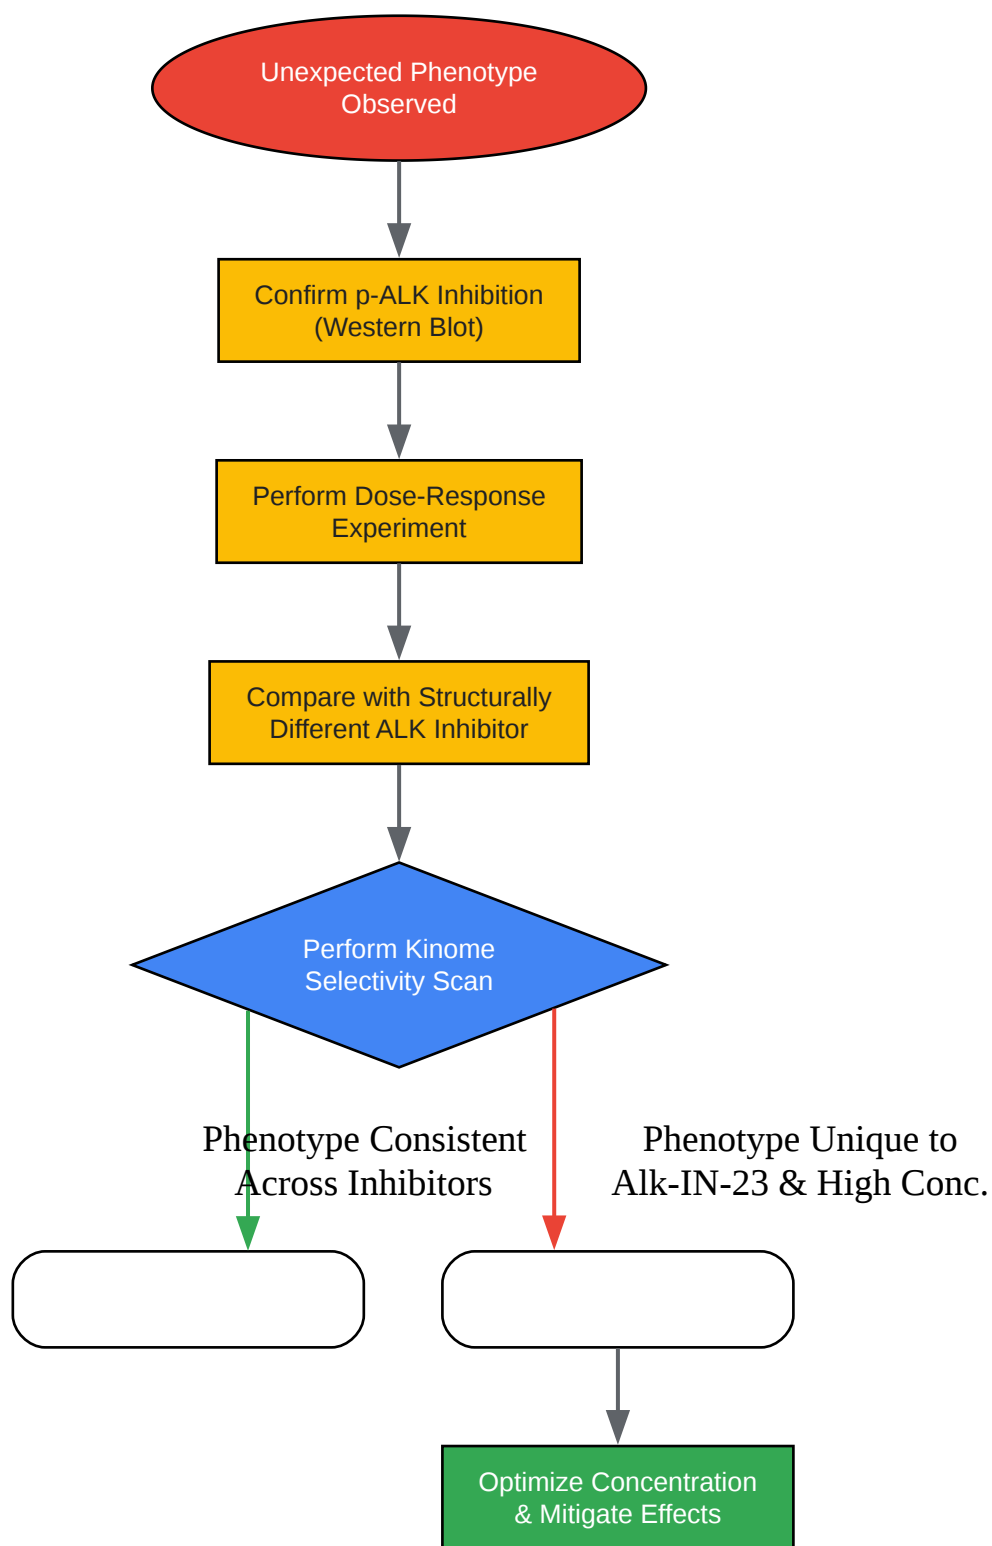 Unexpected Phenotype
Observed
Confirm p-ALK Inhibition
(Western Blot)
Perform Dose-Response
Experiment
Compare with Structurally
Different ALK Inhibitor
Perform Kinome
Selectivity Scan
Phenotype Consistent
Across Inhibitors
Phenotype Unique to
Alk-IN-23 & High Conc.
Optimize Concentration
& Mitigate Effects